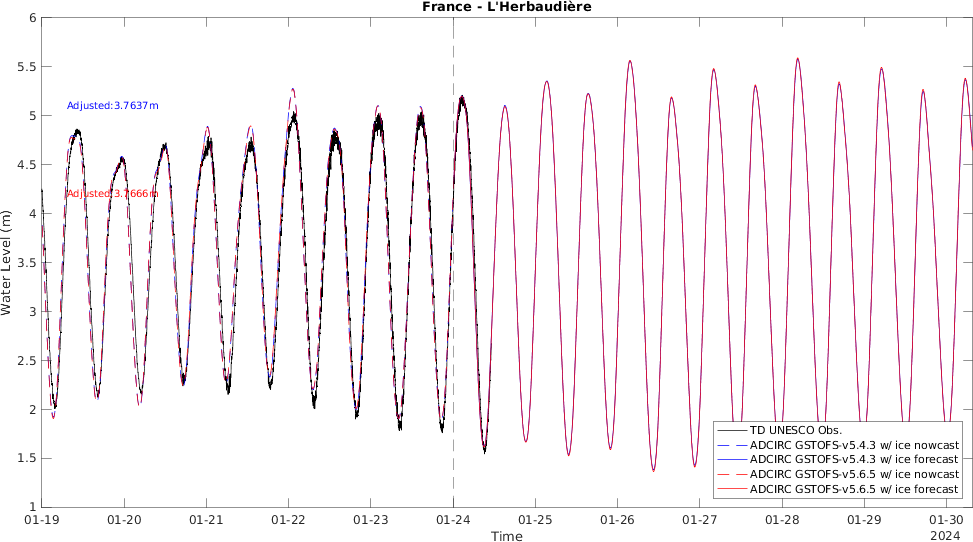 France - L'Herbaudière
6
5.5
5
4.5
4
3.5
3
2.5
2
1.5
1
Water Level (m)
Adjusted:3.7637m
Adjusted:3.7666m
TD UNESCO Obs.
ADCIRC GSTOFS-v5.4.3 w/ ice nowcast
ADCIRC GSTOFS-v5.4.3 w/ ice forecast
ADCIRC GSTOFS-v5.6.5 w/ ice nowcast
ADCIRC GSTOFS-v5.6.5 w/ ice forecast
01-19 01-20 01-21 01-22 01-23 01-24 01-25 01-26 01-27 01-28 01-29 01-30
Time
2024